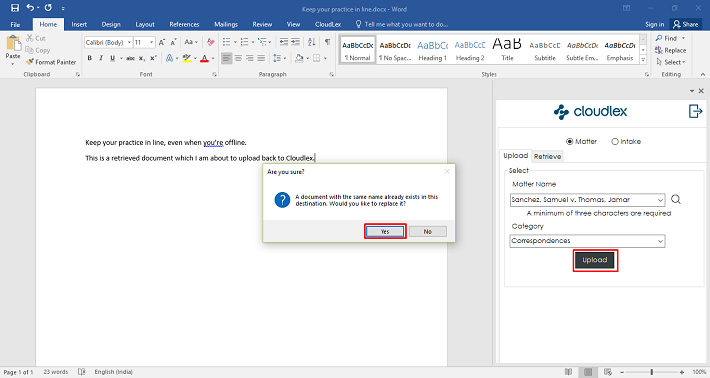 Keep your practice in line.docx - Word
Sign in
Share
File
Home
Insert
Design
Layout
References
Mailings
Review
View
CloudLex
Tell me what you want to do...
Paste
Cut
Copy
Format Painter
Clipboard
Calibri (Body)
11
Font
Paragraph
AaBbCcDc
¶ Normal
AaBbCcDc
¶ No Spac...
AaBbCc
Heading 1
AaBbCcD
Heading 2
AaB
Title
AaBbCcD
Subtitle
AaBbCcDc
Subtle Em...
AaBbCcDc
Emphasis
Styles
Find
Replace
Select
Editing
Keep your practice in line, even when you're offline.
This is a retrieved document which I am about to upload back to Cloudlex.
Are you sure?
A document with the same name already exists in this
destination. Would you like to replace it?
Yes
No
cloudlex
Matter
Intake
Upload
Retrieve
Select
Matter Name
Sanchez, Samuel v. Thomas, Jamar
A minimum of three characters are required
Category
Correspondences
Upload
Page 1 of 1
23 words
English (India)
100%